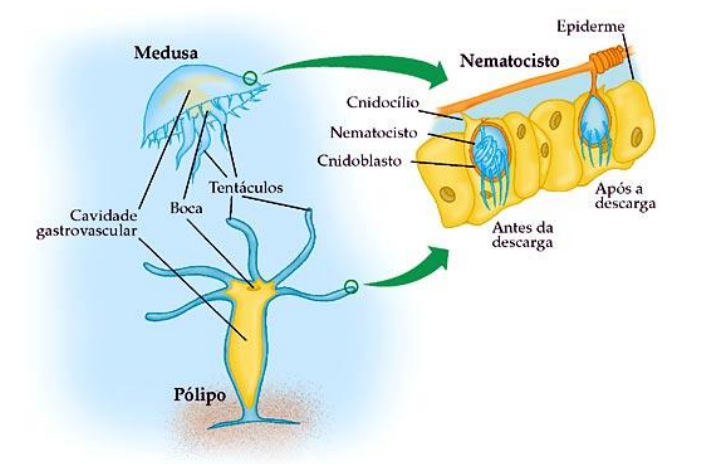 Medusa
Nematocisto
Epiderme
Cnidocílio
Nematocisto
Cnidoblasto
Tentáculos
Boca
Cavidade
gastrovascular
Após a
descarga
Antes da
descarga
Pólipo